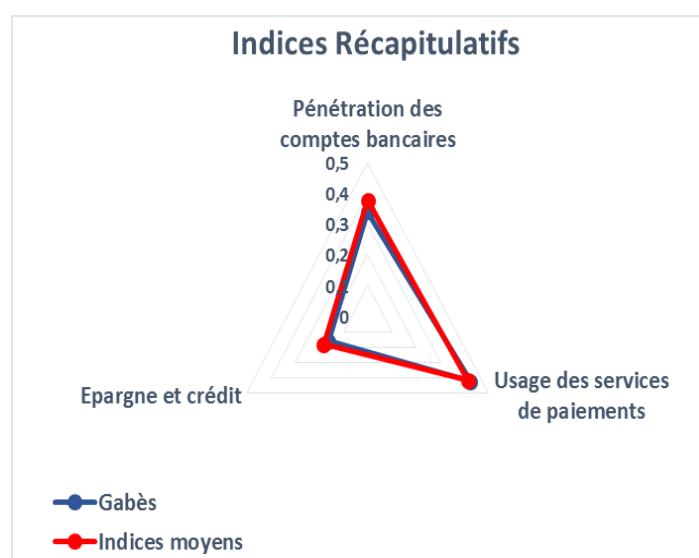 Indices Récapitulatifs
Pénétration des
comptes bancaires
0,5
0,4
0,3
0,2
0,1
0
Epargne et crédit
Usage des services
de paiements
Gabès
Indices moyens